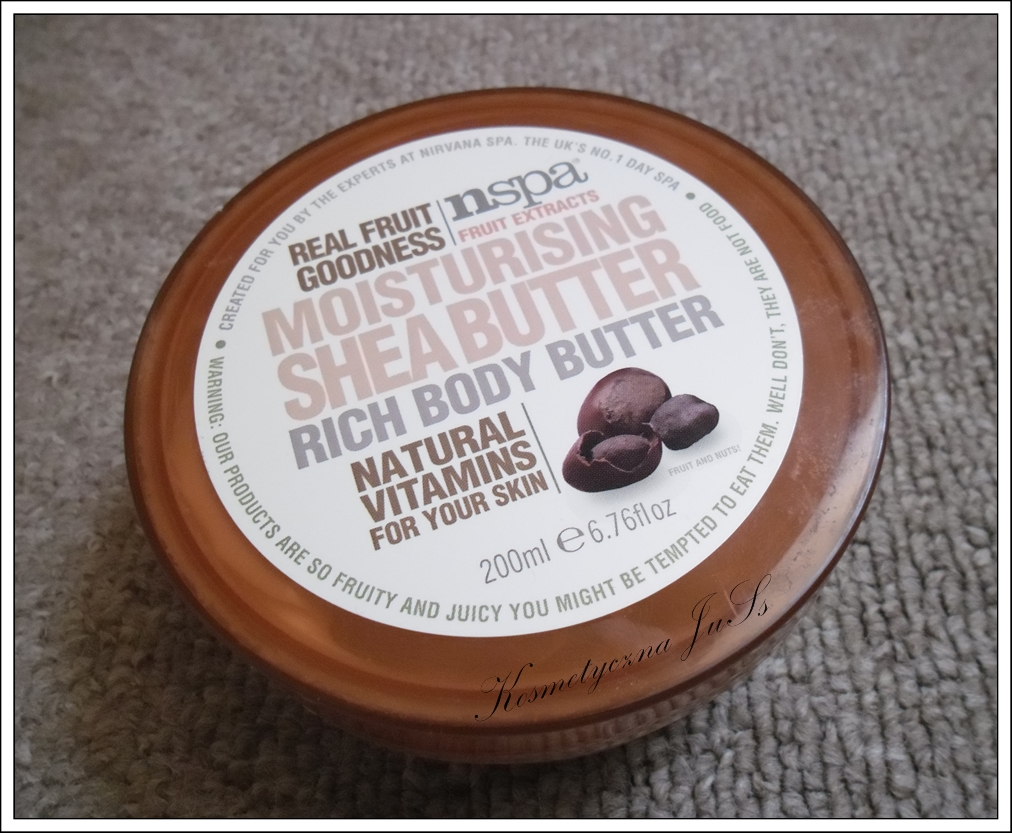 CREATED FOR YOU BY THE EXPERTS AT NIRVANA SPA. THE UK'S NO.1 DAY SPA •
WARNING: OUR PRODUCTS ARE SO FRUITY AND JUICY YOU MIGHT BE TEMPTED TO EAT THEM. WELL DON'T, THEY ARE NOT FOOD •
REAL FRUIT
GOODNESS
nspa®
FRUIT EXTRACTS
MOISTURISING
SHEA BUTTER
RICH BODY BUTTER
NATURAL
VITAMINS
FOR YOUR SKIN
FRUIT AND NUTS!
200ml e 6.76fl oz
Kosmetyczna JuSs